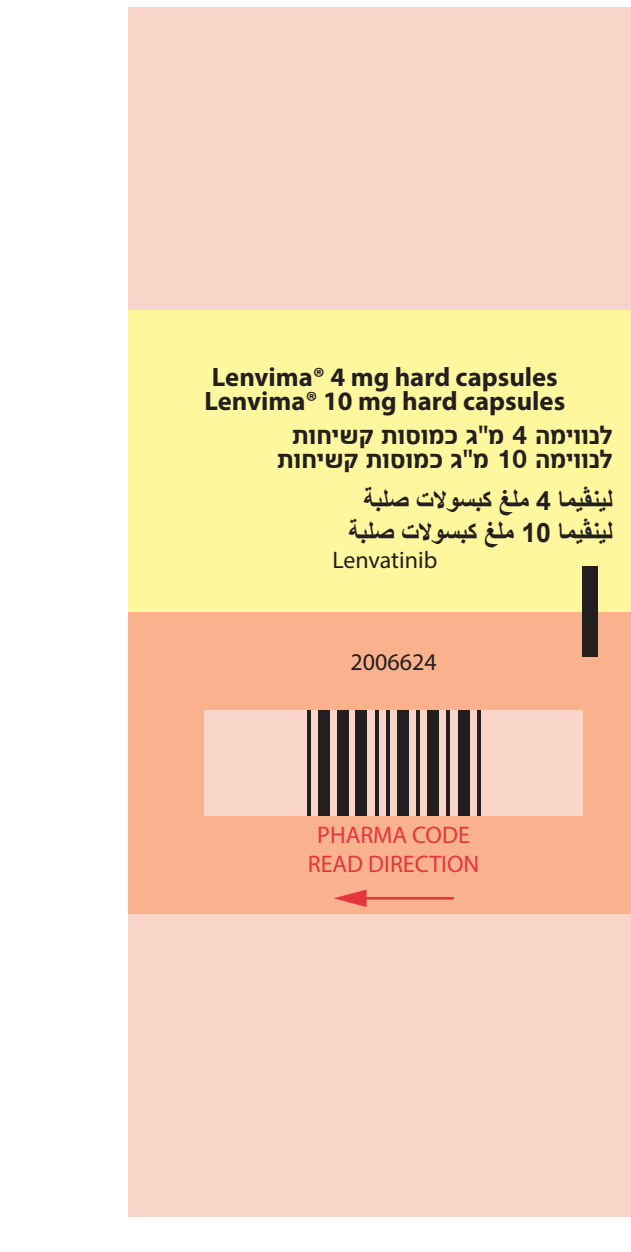 Lenvima® 4 mg hard capsules
Lenvima® 10 mg hard capsules
לנווימה 4 מ"ג כמוסות קשיחות
לנווימה 10 מ"ג כמוסות קשיחות
لينڤيما 4 ملغ كبسولات صلبة
لينڤيما 10 ملغ كبسولات صلبة
Lenvatinib
2006624
PHARMA CODE
READ DIRECTION